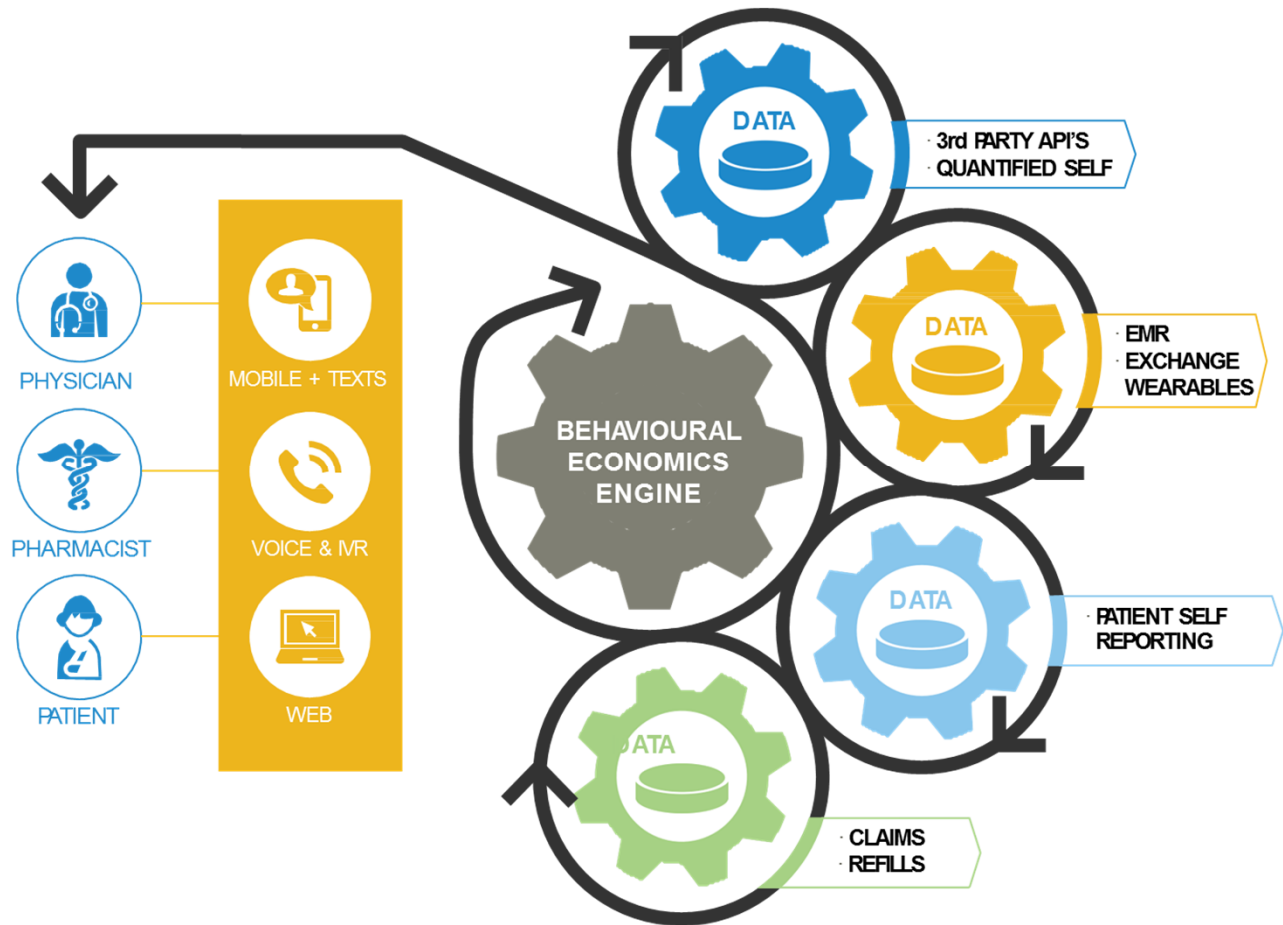 DATA
· 3rd PARTY API'S
· QUANTIFIED SELF
DATA
· EMR
· EXCHANGE
WEARABLES
PHYSICIAN
MOBILE + TEXTS
BEHAVIOURAL
ECONOMICS
ENGINE
PHARMACIST
VOICE & IVR
DATA
· PATIENT SELF
REPORTING
PATIENT
WEB
DATA
· CLAIMS
· REFILLS